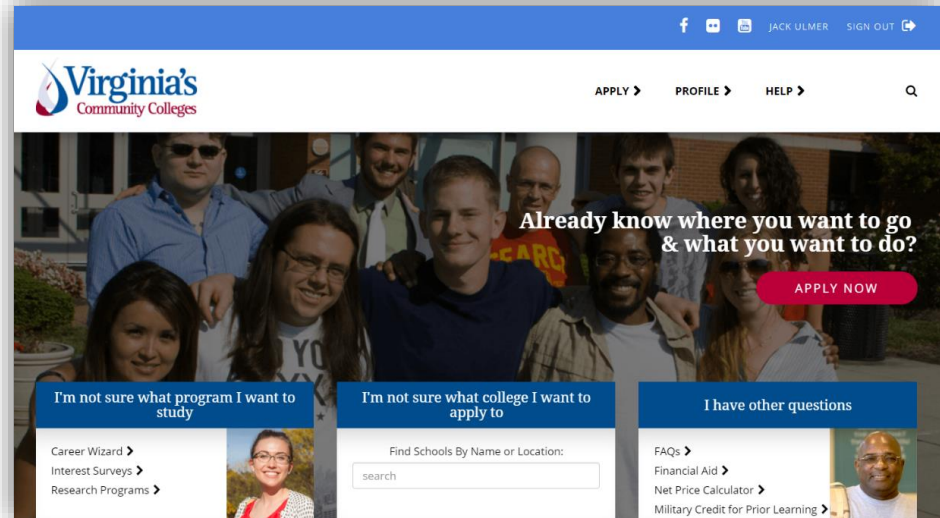 JACK ULMER SIGN OUT
Virginia's
Community Colleges
APPLY PROFILE HELP
Already know where you want to go
& what you want to do?
APPLY NOW
I'm not sure what program I want to
study
Career Wizard
Interest Surveys
Research Programs
I'm not sure what college I want to
apply to
Find Schools By Name or Location:
search
I have other questions
FAQs
Financial Aid
Net Price Calculator
Military Credit for Prior Learning